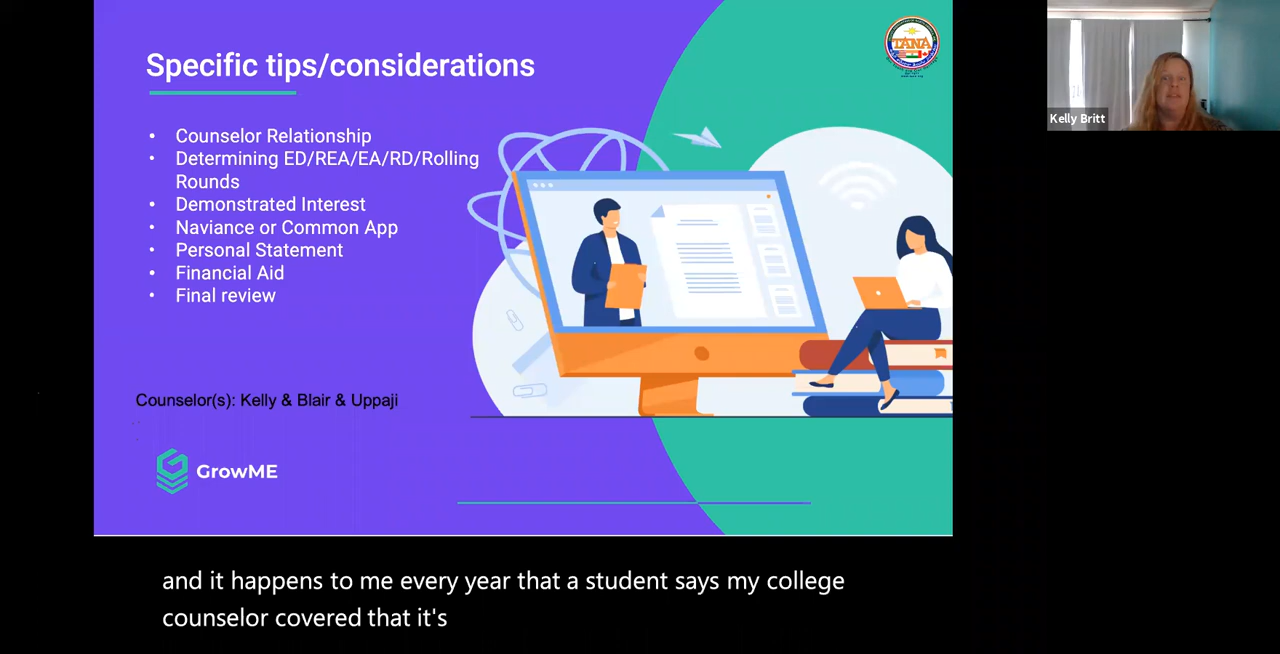 Specific tips/considerations
TANA
Kelly Britt
• Counselor Relationship
• Determining ED/REA/EA/RD/Rolling
Rounds
• Demonstrated Interest
• Naviance or Common App
• Personal Statement
• Financial Aid
• Final review
Counselor(s): Kelly & Blair & Uppaji
GrowME
and it happens to me every year that a student says my college
counselor covered that it's